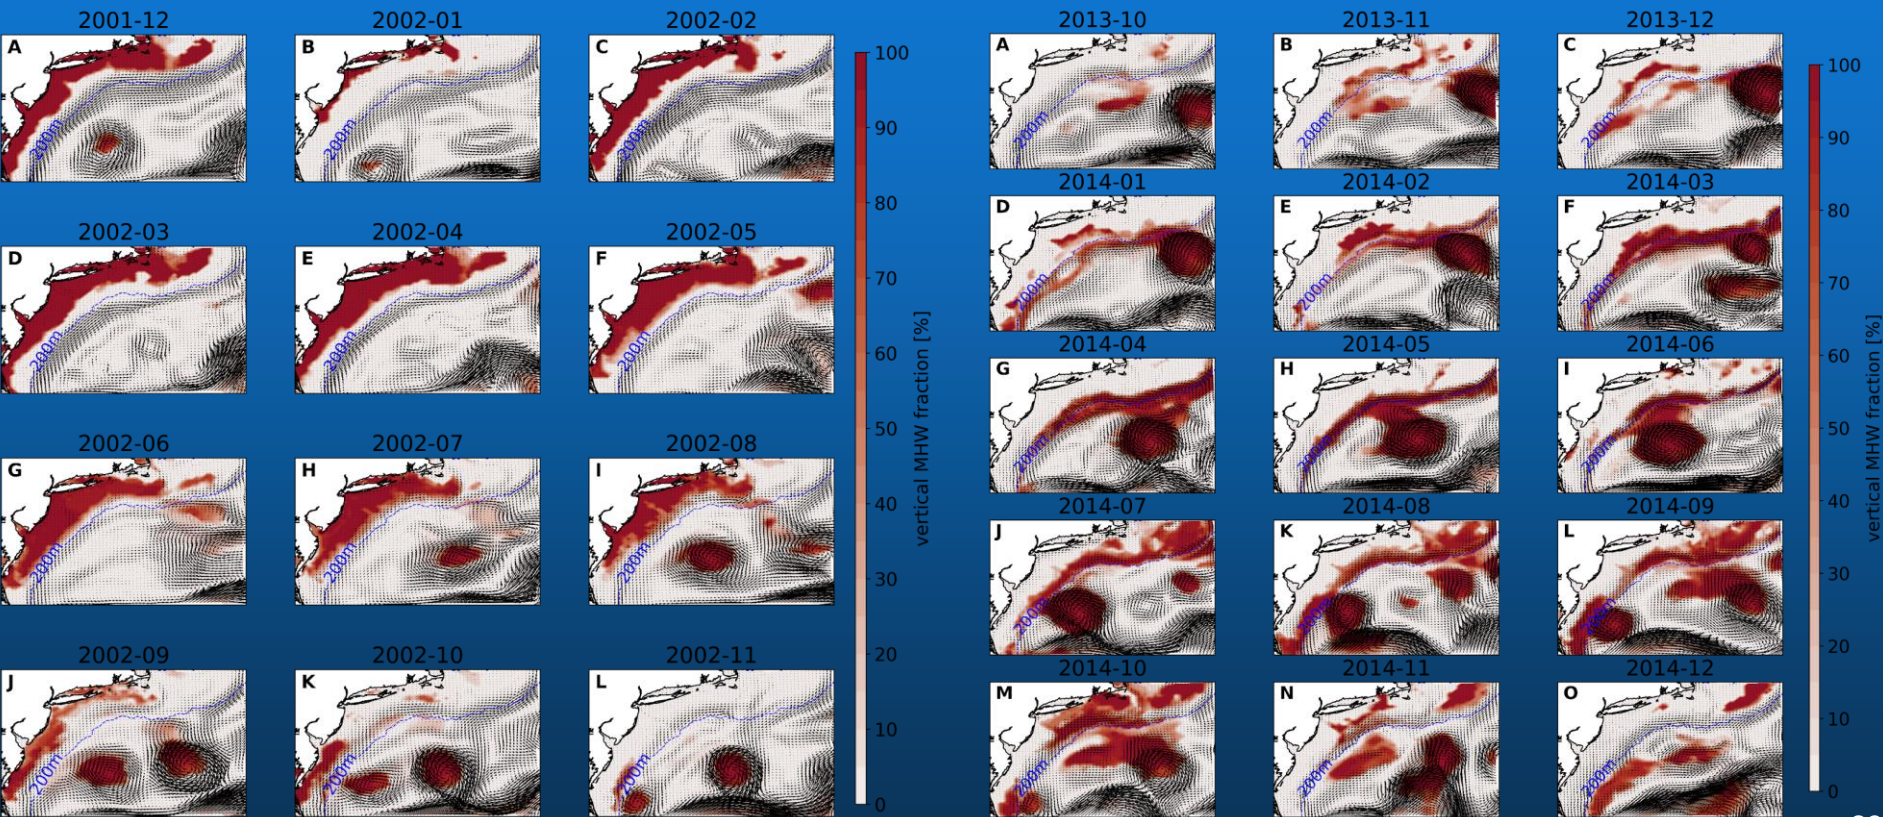 2001-12
2002-01
2002-02
A
B
C
200m
200m
200m
2002-03
2002-04
2002-05
D
E
F
200m
200m
200m
2002-06
2002-07
2002-08
G
H
I
200m
200m
200m
2002-09
2002-10
2002-11
J
K
L
200m
200m
200m
100
90
80
70
60
50
40
30
20
10
0
vertical MHW fraction [%]
2013-10
2013-11
2013-12
A
B
C
200m
200m
200m
2014-01
2014-02
2014-03
D
E
F
200m
200m
200m
2014-04
2014-05
2014-06
G
H
I
200m
200m
200m
2014-07
2014-08
2014-09
J
K
L
200m
200m
200m
2014-10
2014-11
2014-12
M
N
O
200m
200m
200m
100
90
80
70
60
50
40
30
20
10
0
vertical MHW fraction [%]